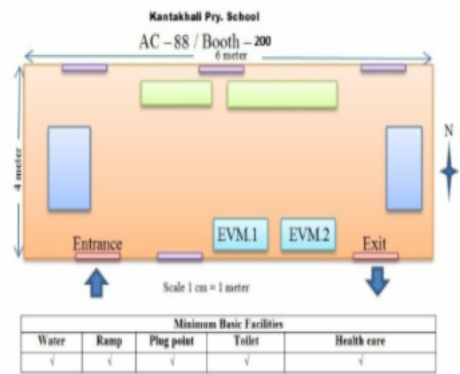 Kantakhali Pry. School
AC – 88 / Booth – 200
6 meter
4 meter
N
EVM.1 EVM.2
Entrance Exit
Scale 1 cm = 1 meter
Minimum Basic Facilities
Water Ramp Plug point Toilet Health care
√ √ √ √ √